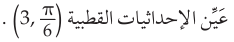 عَيِّن الإحداثيات القطبية (3, π/6) .